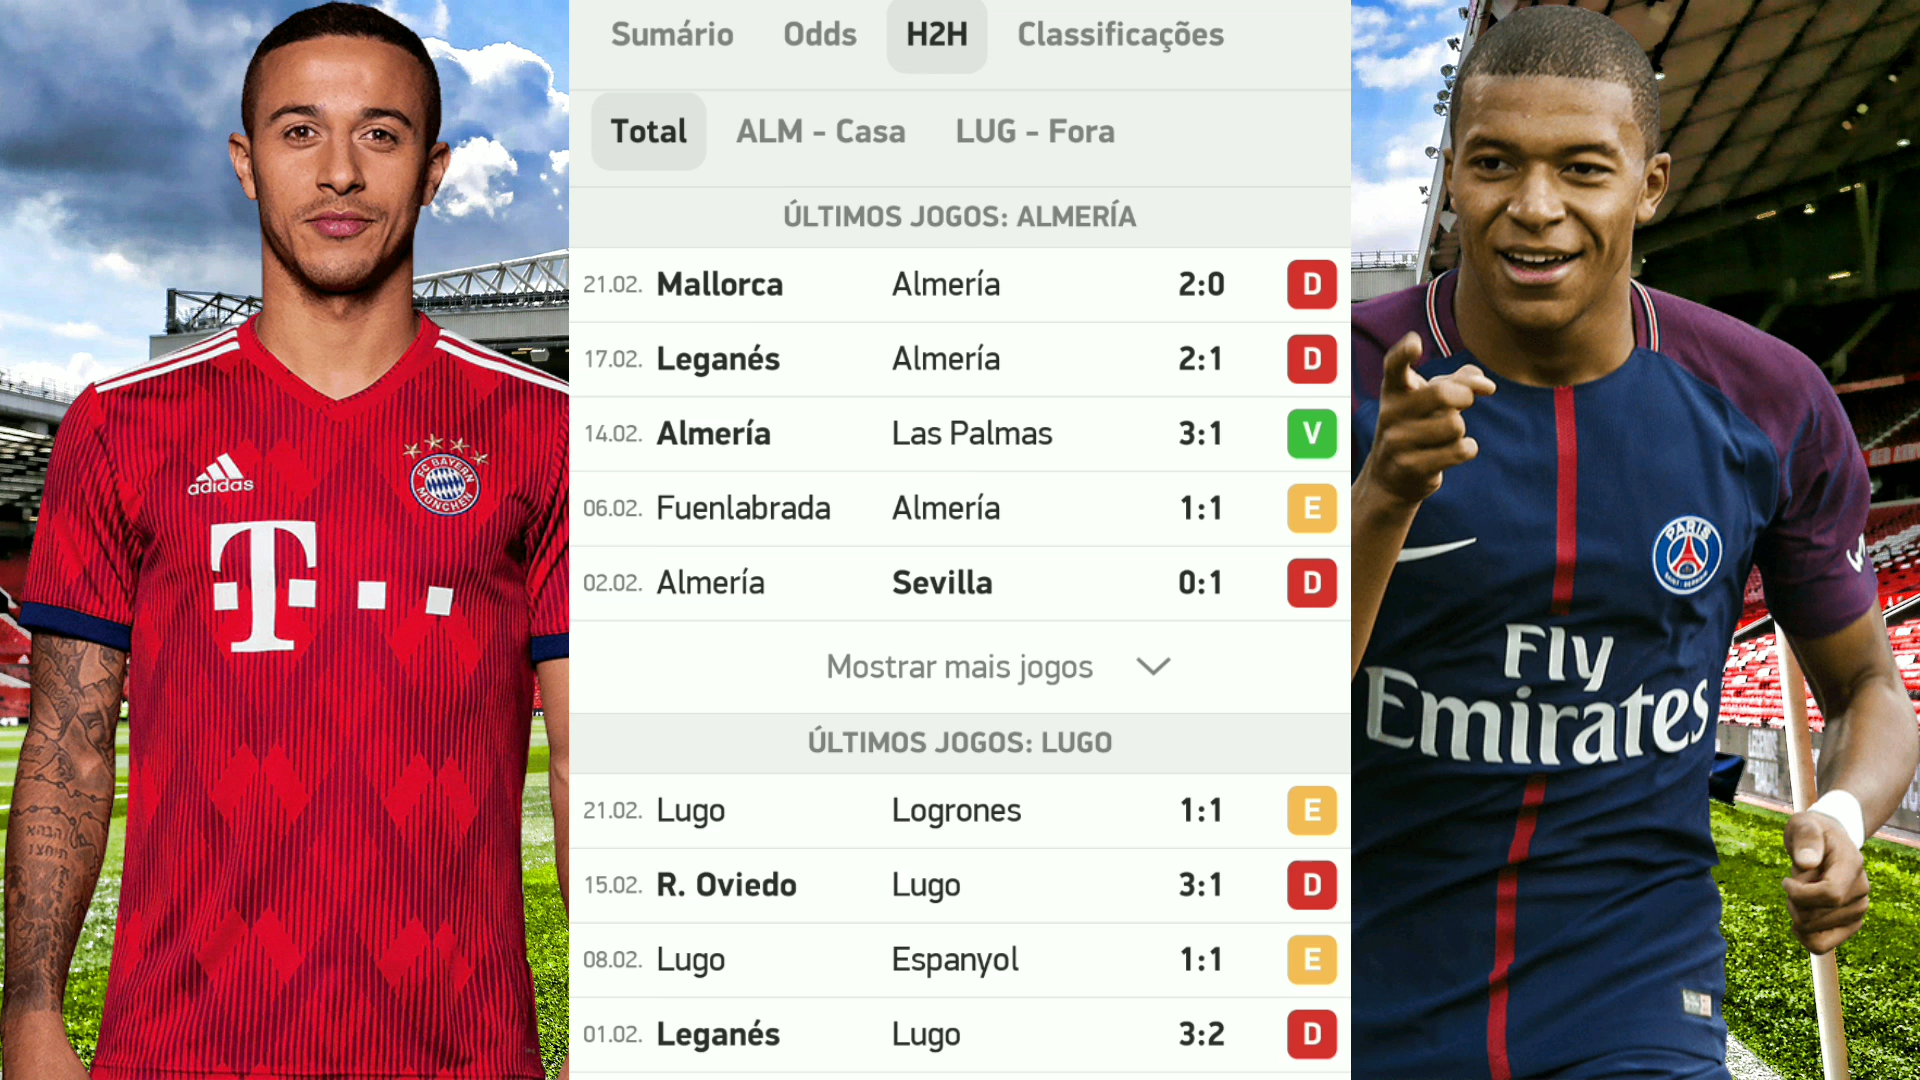 Sumário Odds H2H Classificações
Total ALM - Casa LUG - Fora
ÚLTIMOS JOGOS: ALMERÍA
21.02. Mallorca Almería 2:0 D
17.02. Leganés Almería 2:1 D
14.02. Almería Las Palmas 3:1 V
06.02. Fuenlabrada Almería 1:1 E
02.02. Almería Sevilla 0:1 D
Mostrar mais jogos
ÚLTIMOS JOGOS: LUGO
21.02. Lugo Logrones 1:1 E
15.02. R. Oviedo Lugo 3:1 D
08.02. Lugo Espanyol 1:1 E
01.02. Leganés Lugo 3:2 D
adidas
FC BAYERN
MÜNCHEN
T
PARIS
SAINT-GERMAIN
Fly
Emirates